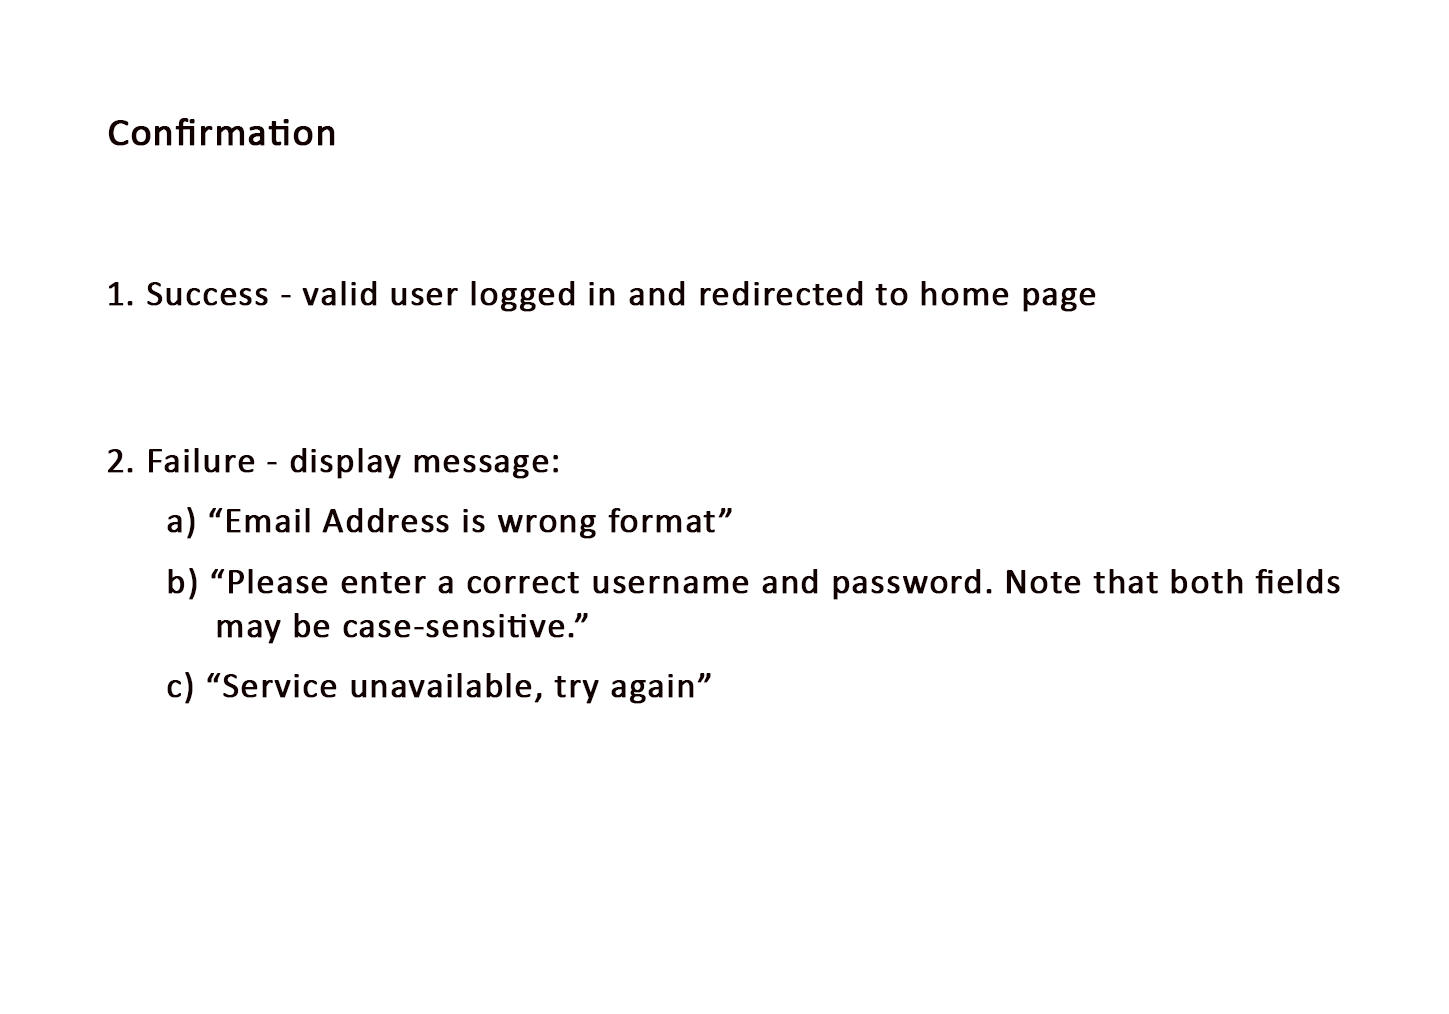 Confirmation
1. Success - valid user logged in and redirected to home page
2. Failure - display message:
a) “Email Address is wrong format”
b) “Please enter a correct username and password. Note that both fields
may be case-sensitive.”
c) “Service unavailable, try again”